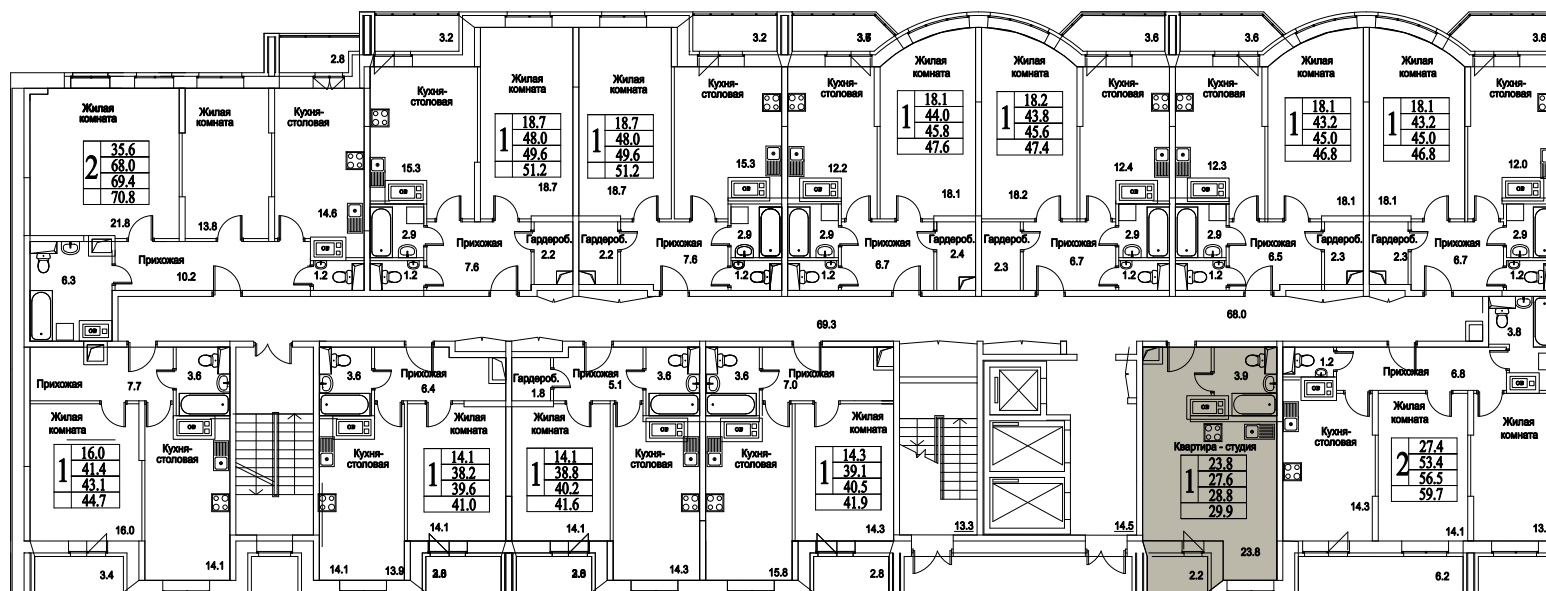 3.2
3.2
3.6
3.6
3.6
2.8
Жилая
комната
Жилая
комната
Кухня-
столовая
Кухня-
столовая
Жилая
комната
Жилая
комната
Кухня-
столовая
Кухня-
столовая
Жилая
комната
Жилая
комната
Кухня-
столовая
Кухня-
столовая
Жилая
комната
Жилая
комната
Кухня-
столовая
2
35.6
68.0
69.4
70.8
1
18.7
48.0
49.6
51.2
1
18.7
48.0
49.6
51.2
1
18.1
44.0
45.8
47.6
1
18.2
43.8
45.6
47.4
1
18.1
43.2
45.0
46.8
1
18.1
43.2
45.0
46.8
21.8
13.8
14.6
15.3
18.7
18.7
15.3
12.2
18.1
18.2
12.4
12.3
18.1
18.1
12.0
ОВ
ОВ
ОВ
ОВ
ОВ
ОВ
ОВ
6.3
Прихожая
10.2
1.2
2.9
1.2
Прихожая
7.6
Гардероб.
2.2
Гардероб.
2.2
Прихожая
7.6
2.9
1.2
2.9
1.2
Прихожая
6.7
Гардероб.
2.4
Гардероб.
2.3
Прихожая
6.7
2.9
1.2
2.9
1.2
Прихожая
6.5
Гардероб.
2.3
Гардероб.
2.3
Прихожая
6.7
2.9
1.2
ОВ
69.3
68.0
3.8
Прихожая
7.7
3.6
3.6
Прихожая
6.4
Гардероб.
1.8
Прихожая
5.1
3.6
3.6
Прихожая
7.0
3.9
1.2
Прихожая
6.8
ОВ
ОВ
ОВ
ОВ
ОВ
ОВ
ОВ
Жилая
комната
Кухня-
столовая
Кухня-
столовая
Жилая
комната
Жилая
комната
Кухня-
столовая
Кухня-
столовая
Жилая
комната
Квартира - студия
Кухня-
столовая
Жилая
комната
Жилая
комната
1
16.0
41.4
43.1
44.7
1
14.1
38.2
39.6
41.0
1
14.1
38.8
40.2
41.6
1
14.3
39.1
40.5
41.9
1
23.8
27.6
28.8
29.9
2
27.4
53.4
56.5
59.7
16.0
14.1
14.1
14.3
13.3
14.5
14.3
14.1
23.8
3.4
14.1
14.1
13.9
14.3
15.8
2.8
2.2
6.2